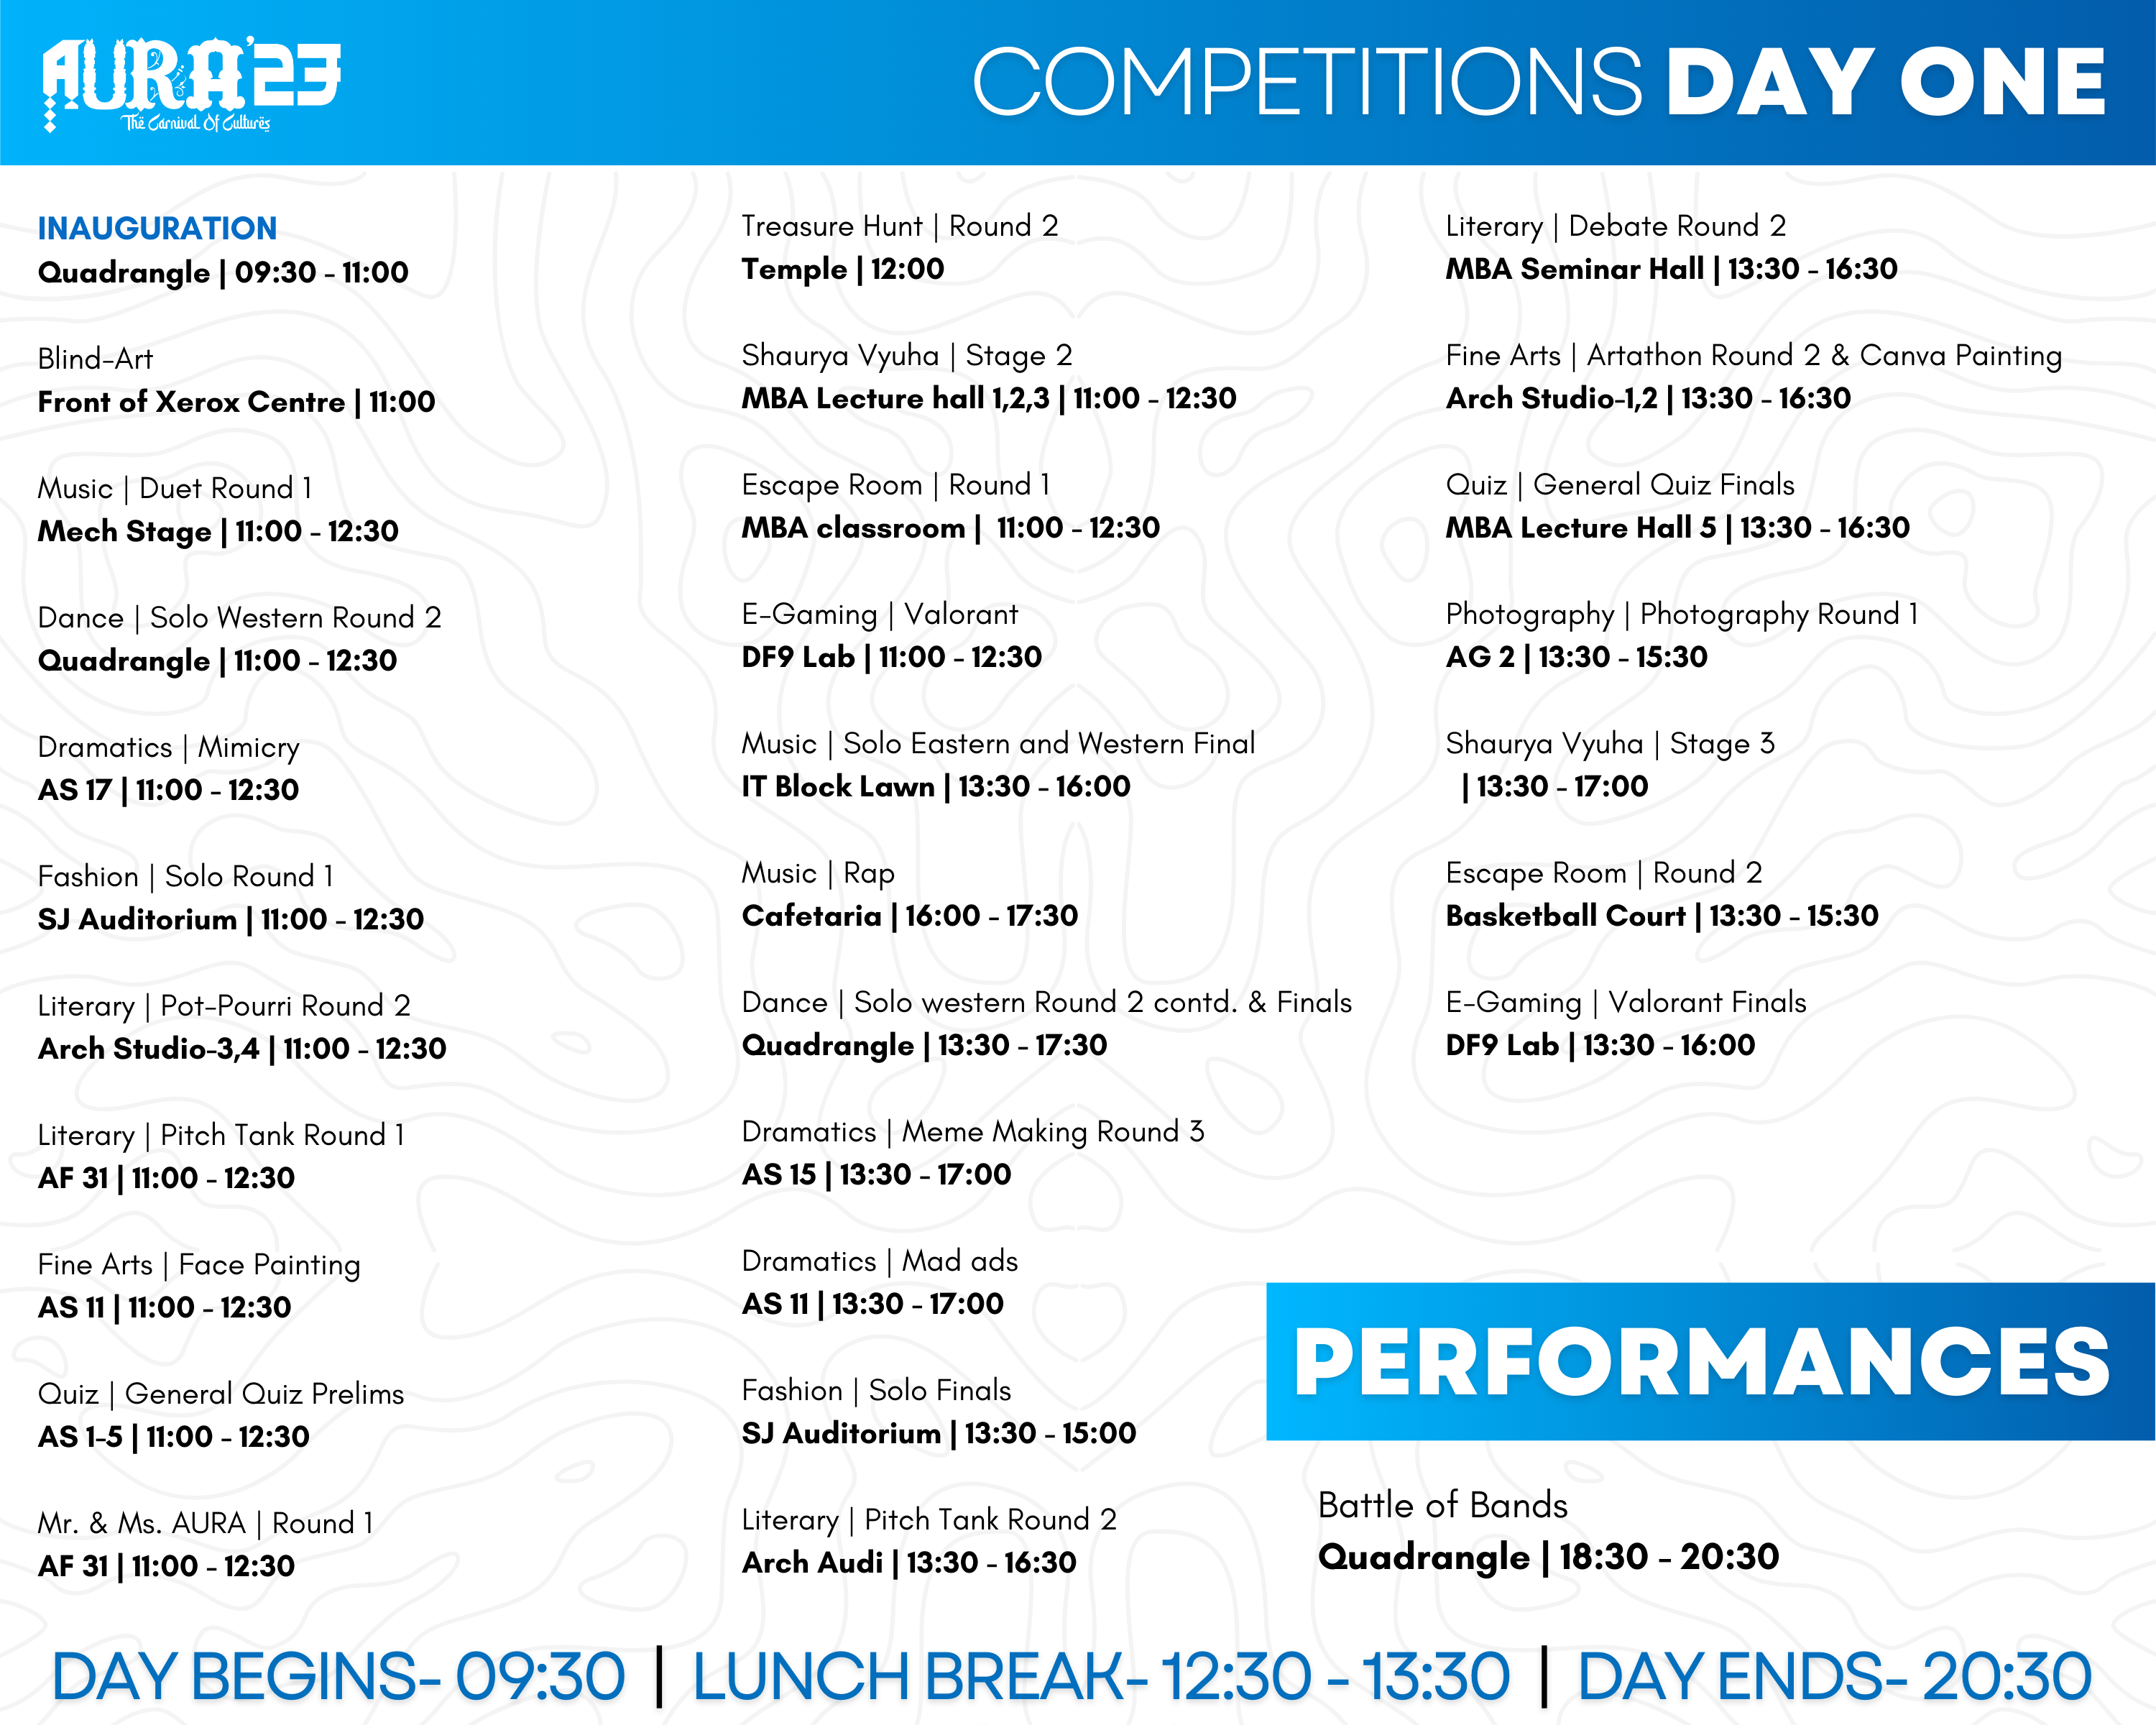 AURA'23
The Carnival Of Cultures
COMPETITIONS DAY ONE
INAUGURATION
Quadrangle | 09:30 - 11:00
Blind-Art
Front of Xerox Centre | 11:00
Music | Duet Round 1
Mech Stage | 11:00 - 12:30
Dance | Solo Western Round 2
Quadrangle | 11:00 - 12:30
Dramatics | Mimicry
AS 17 | 11:00 - 12:30
Fashion | Solo Round 1
SJ Auditorium | 11:00 - 12:30
Literary | Pot-Pourri Round 2
Arch Studio-3,4 | 11:00 - 12:30
Literary | Pitch Tank Round 1
AF 31 | 11:00 - 12:30
Fine Arts | Face Painting
AS 11 | 11:00 - 12:30
Quiz | General Quiz Prelims
AS 1-5 | 11:00 - 12:30
Mr. & Ms. AURA | Round 1
AF 31 | 11:00 - 12:30
Treasure Hunt | Round 2
Temple | 12:00
Shaurya Vyuha | Stage 2
MBA Lecture hall 1,2,3 | 11:00 - 12:30
Escape Room | Round 1
MBA classroom | 11:00 - 12:30
E-Gaming | Valorant
DF9 Lab | 11:00 - 12:30
Music | Solo Eastern and Western Final
IT Block Lawn | 13:30 - 16:00
Music | Rap
Cafetaria | 16:00 - 17:30
Dance | Solo western Round 2 contd. & Finals
Quadrangle | 13:30 - 17:30
Dramatics | Meme Making Round 3
AS 15 | 13:30 - 17:00
Dramatics | Mad ads
AS 11 | 13:30 - 17:00
Fashion | Solo Finals
SJ Auditorium | 13:30 - 15:00
Literary | Pitch Tank Round 2
Arch Audi | 13:30 - 16:30
Literary | Debate Round 2
MBA Seminar Hall | 13:30 - 16:30
Fine Arts | Artathon Round 2 & Canva Painting
Arch Studio-1,2 | 13:30 - 16:30
Quiz | General Quiz Finals
MBA Lecture Hall 5 | 13:30 - 16:30
Photography | Photography Round 1
AG 2 | 13:30 - 15:30
Shaurya Vyuha | Stage 3
| 13:30 - 17:00
Escape Room | Round 2
Basketball Court | 13:30 - 15:30
E-Gaming | Valorant Finals
DF9 Lab | 13:30 - 16:00
PERFORMANCES
Battle of Bands
Quadrangle | 18:30 - 20:30
DAY BEGINS- 09:30 | LUNCH BREAK- 12:30 - 13:30 | DAY ENDS- 20:30